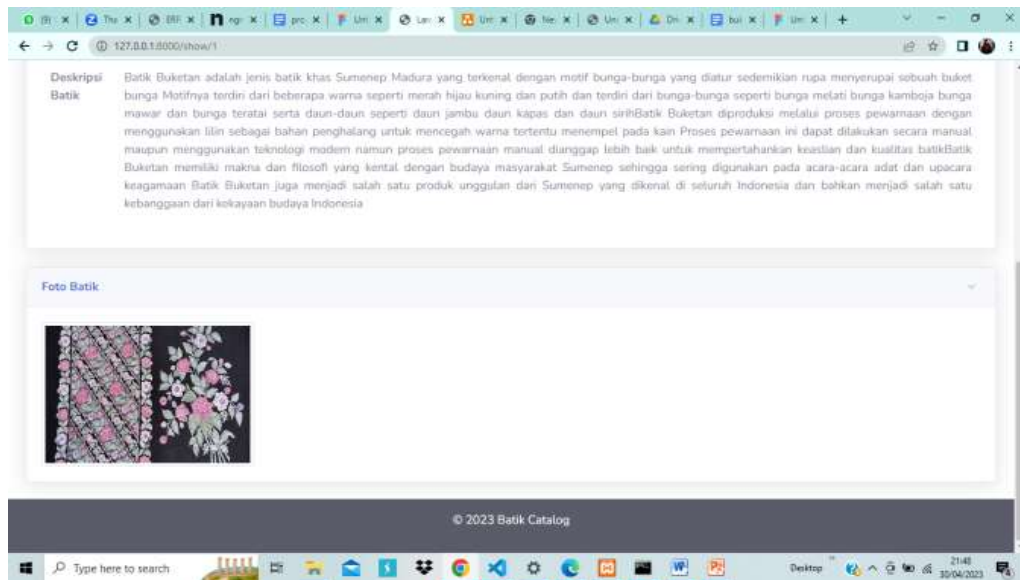 127.0.0.1:8000/show/1
Deskripsi Batik
Batik Buketan adalah jenis batik khas Sumenep Madura yang terkenal dengan motif bunga-bunga yang diatur sedemikian rupa menyerupai sebuah buket
bunga Motifnya terdiri dari beberapa warna seperti merah hijau kuning dan putih dan terdiri dari bunga-bunga seperti bunga melati bunga kamboja bunga
mawar dan bunga teratai serta daun-daun seperti daun jambu daun kapas dan daun sirihBatik Buketan diproduksi melalui proses pewarnaan dengan
menggunakan lilin sebagai bahan penghalang untuk mencegah warna tertentu menempel pada kain Proses pewarnaan ini dapat dilakukan secara manual
maupun menggunakan teknologi modern namun proses pewarnaan manual dianggap lebih baik untuk mempertahankan keaslian dan kualitas batikBatik
Buketan memiliki makna dan filosofi yang kental dengan budaya masyarakat Sumenep sehingga sering digunakan pada acara-acara adat dan upacara
keagamaan Batik Buketan juga menjadi salah satu produk unggulan dari Sumenep yang dikenal di seluruh Indonesia dan bahkan menjadi salah satu
kebanggaan dari kekayaan budaya Indonesia
Foto Batik
© 2023 Batik Catalog
Type here to search
Desktop
21:48
30/04/2023